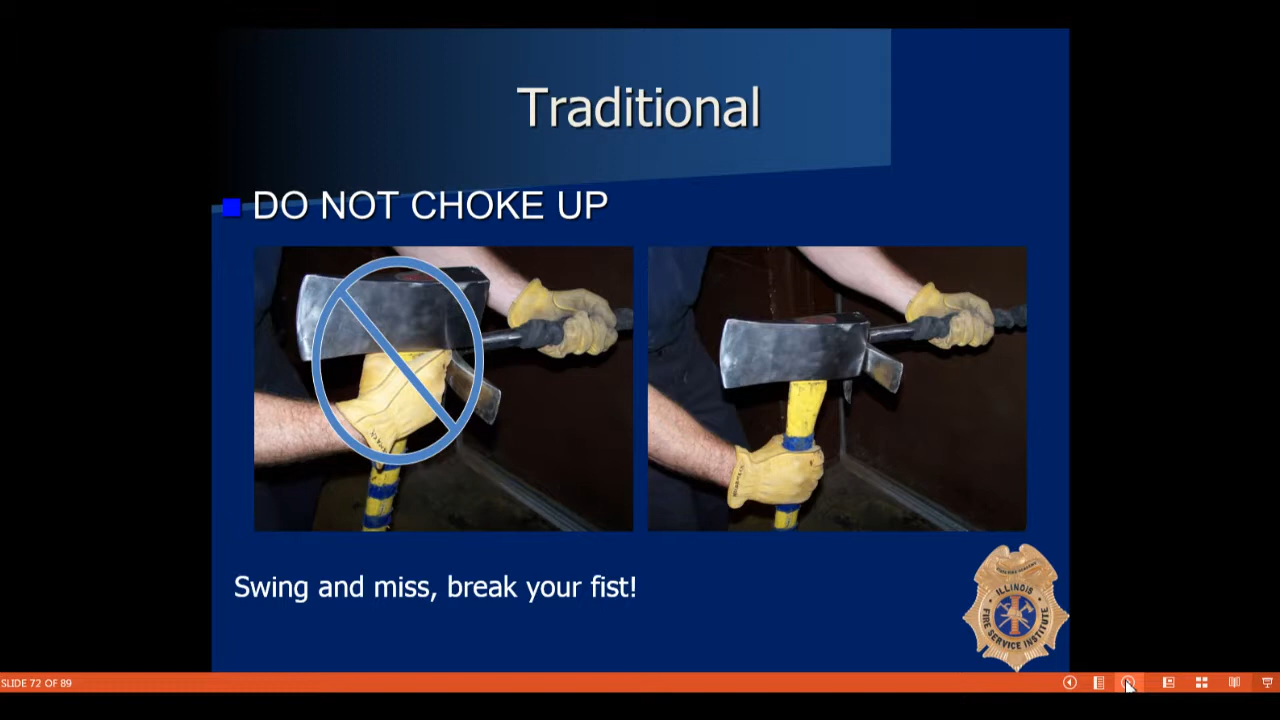 Traditional
DO NOT CHOKE UP
Swing and miss, break your fist!
ILLINOIS
FIRE SERVICE INSTITUTE
SLIDE 72 OF 89